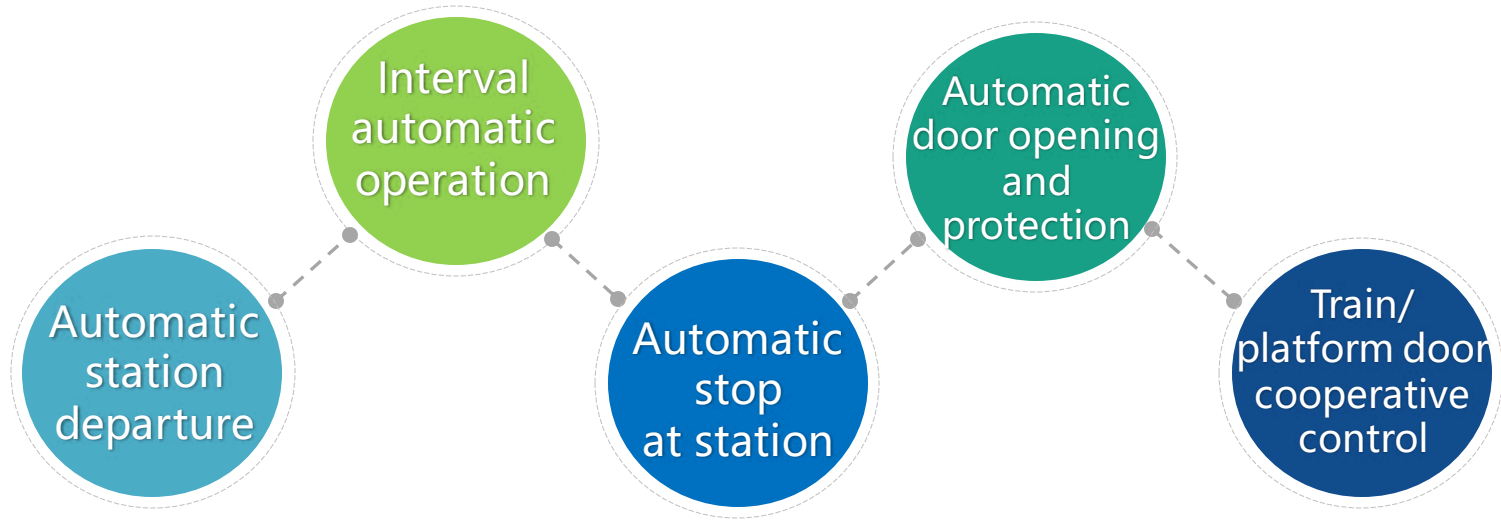 Automatic
station
departure
Interval
automatic
operation
Automatic
stop
at station
Automatic
door opening
and
protection
Train/
platform door
cooperative
control